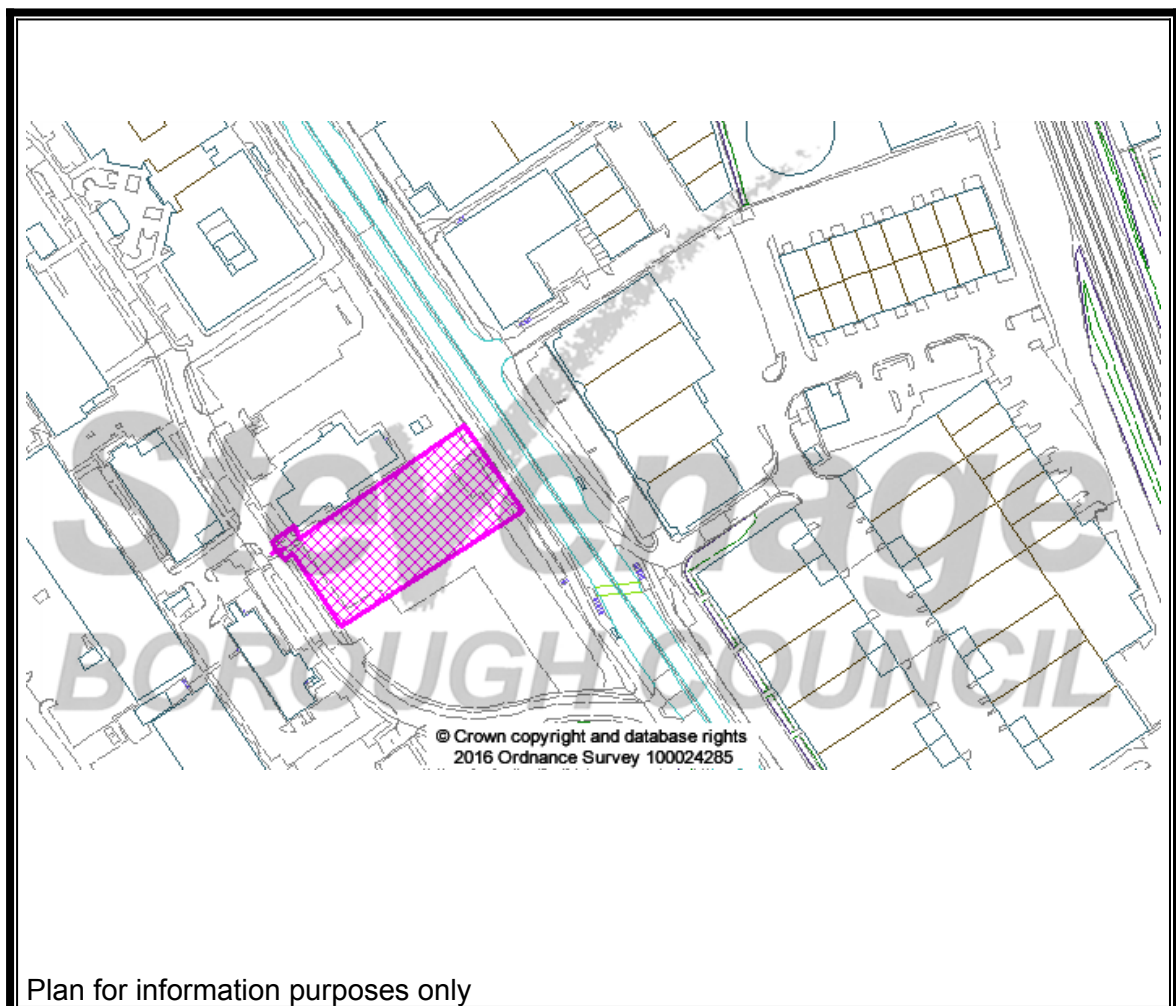 Stevenage
BOROUGH COUNCIL
© Crown copyright and database rights
2016 Ordnance Survey 100024285
Plan for information purposes only